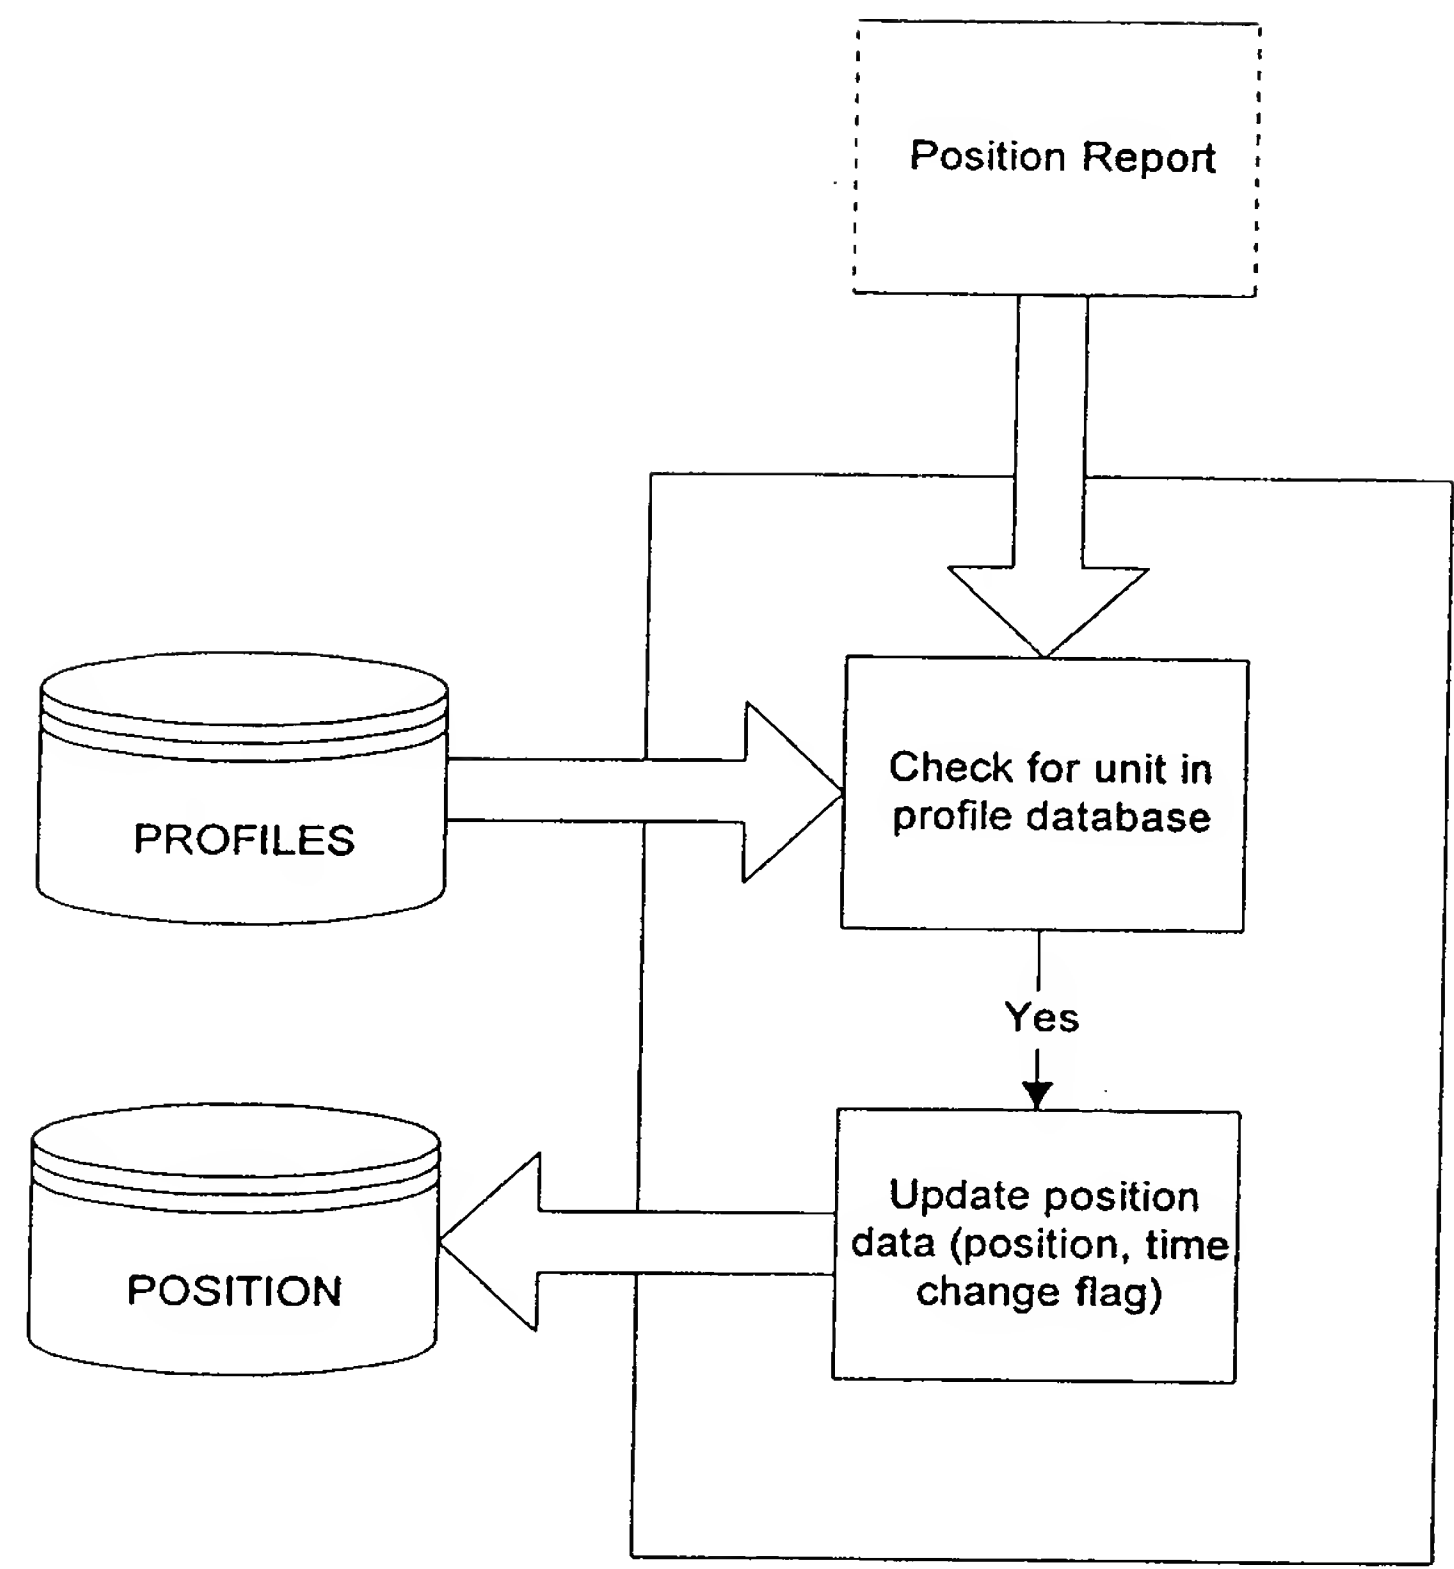 Position Report
PROFILES
Check for unit in
profile database
Yes
POSITION
Update position
data (position, time
change flag)